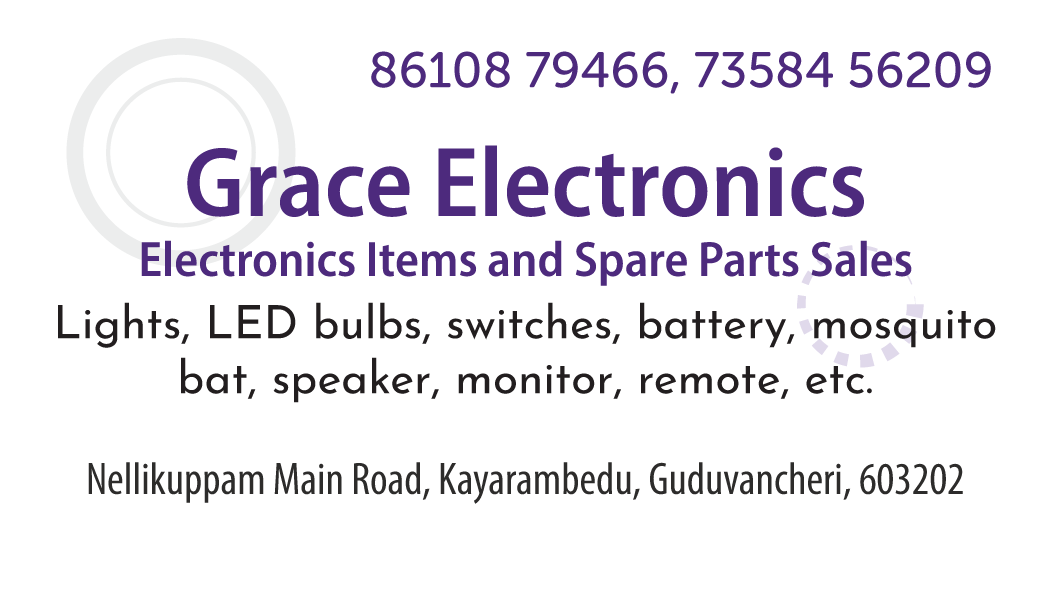 86108 79466, 73584 56209
Grace Electronics
Electronics Items and Spare Parts Sales
Lights, LED bulbs, switches, battery, mosquito
bat, speaker, monitor, remote, etc.
Nellikuppam Main Road, Kayarambedu, Guduvancheri, 603202